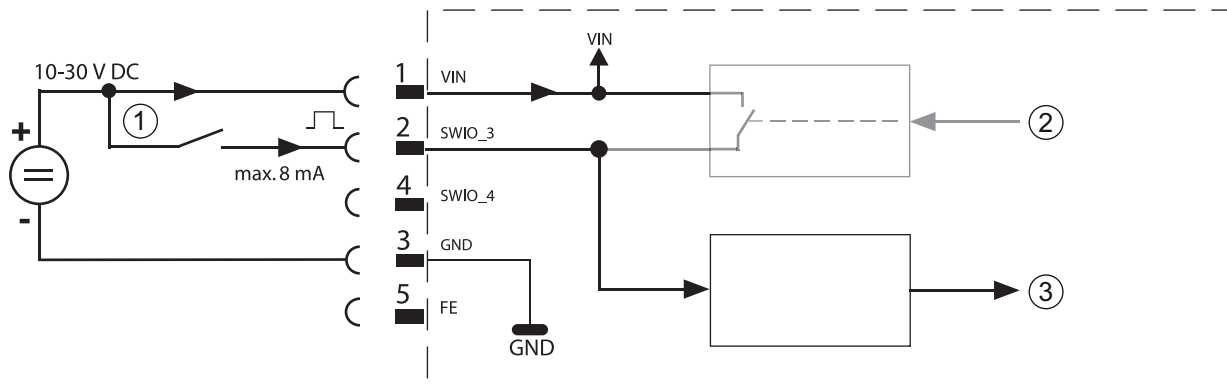 10-30 V DC
+
-
1
max. 8 mA
1 VIN
2 SWIO_3
4 SWIO_4
3 GND
5 FE
GND
VIN
2
3